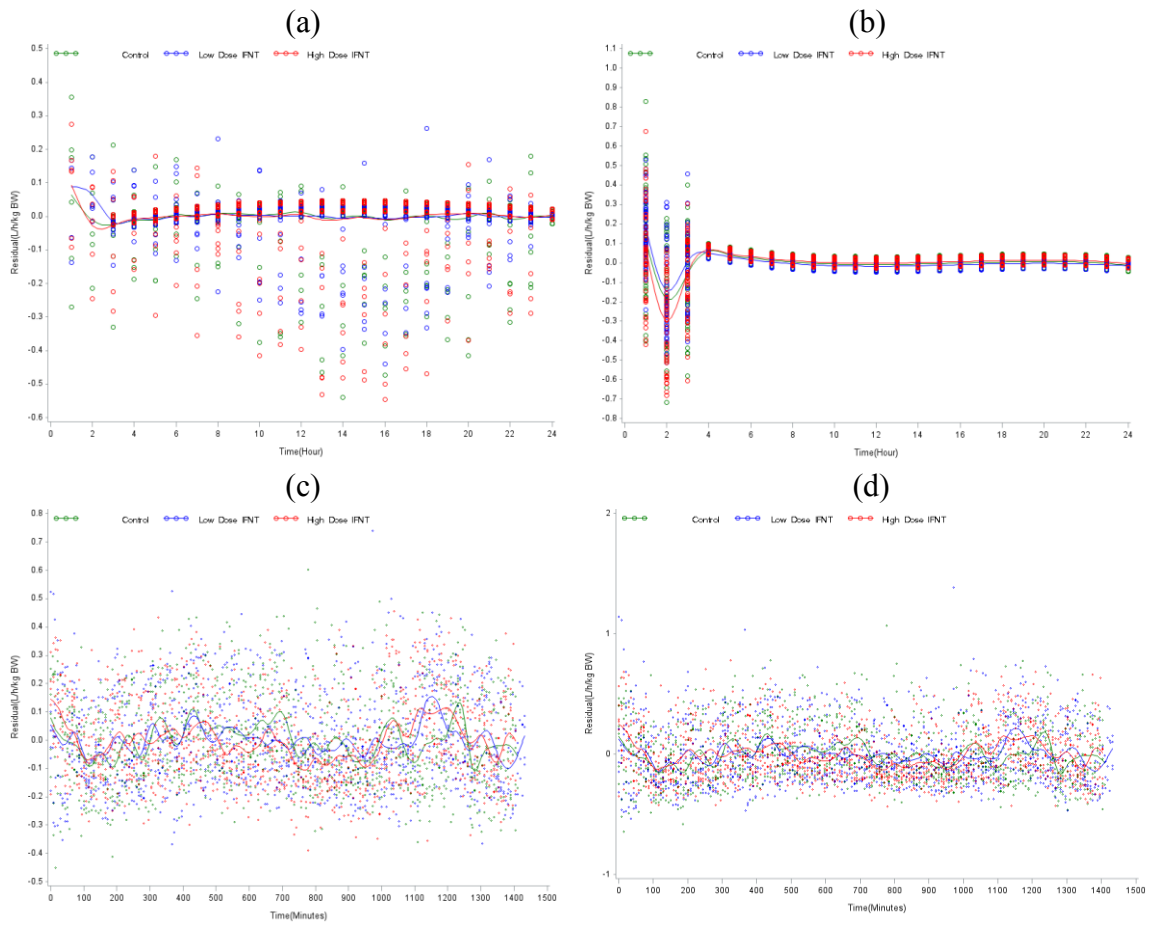 (a)
(b)
Control Low Dose IFNT High Dose IFNT
Control Low Dose IFNT High Dose IFNT
Residual(L/h/kg BW)
0.5
0.4
0.3
0.2
0.1
0.0
-0.1
-0.2
-0.3
-0.4
-0.5
-0.6
0 2 4 6 8 10 12 14 16 18 20 22 24
Time(Hour)
Residual(L/h/kg BW)
1.1
1.0
0.9
0.8
0.7
0.6
0.5
0.4
0.3
0.2
0.1
0.0
-0.1
-0.2
-0.3
-0.4
-0.5
-0.6
-0.7
-0.8
0 2 4 6 8 10 12 14 16 18 20 22 24
Time(Hour)
(c)
(d)
Control Low Dose IFNT High Dose IFNT
Control Low Dose IFNT High Dose IFNT
Residual(L/h/kg BW)
0.8
0.7
0.6
0.5
0.4
0.3
0.2
0.1
0.0
-0.1
-0.2
-0.3
-0.4
-0.5
0 100 200 300 400 500 600 700 800 900 1000 1100 1200 1300 1400 1500
Time(Minutes)
Residual(L/h/kg BW)
2
1
0
-1
0 100 200 300 400 500 600 700 800 900 1000 1100 1200 1300 1400 1500
Time(Minutes)